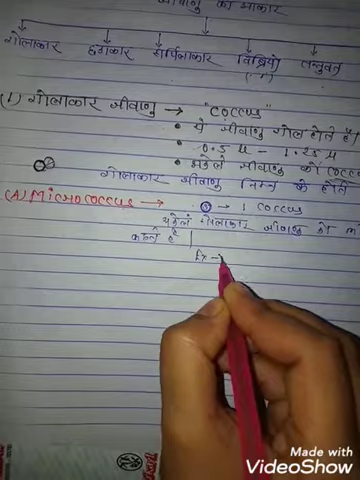 जीवाणु का आकार
गोलाकार दण्डाकार सर्पिलाकार विब्रियो तन्तुवत
(1) गोलाकार जीवाणु → "coccus"
• ये जीवाणु गोल होते हैं।
• 0.5 µ - 1.25 µ
• अकेले जीवाणु को cocc
गोलाकार जीवाणु निम्न के होते
(A) Micrococcus → → 1 coccus
अकेले गोलाकार जीवाणु को m
कहते है
Ex →
Made with
VideoShow